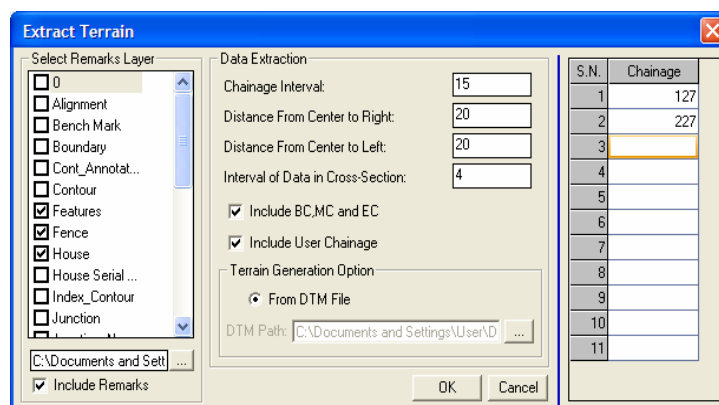 Extract Terrain
Select Remarks Layer
0
Alignment
Bench Mark
Boundary
Cont_Annotat...
Contour
Features
Fence
House
House Serial ...
Index_Contour
Junction
C:\Documents and Sett ...
Include Remarks
Data Extraction
Chainage Interval: 15
Distance From Center to Right: 20
Distance From Center to Left: 20
Interval of Data in Cross-Section: 4
Include BC,MC and EC
Include User Chainage
Terrain Generation Option
From DTM File
DTM Path: C:\Documents and Settings\User\D ...
OK Cancel
S.N. Chainage
1 127
2 227
3
4
5
6
7
8
9
10
11